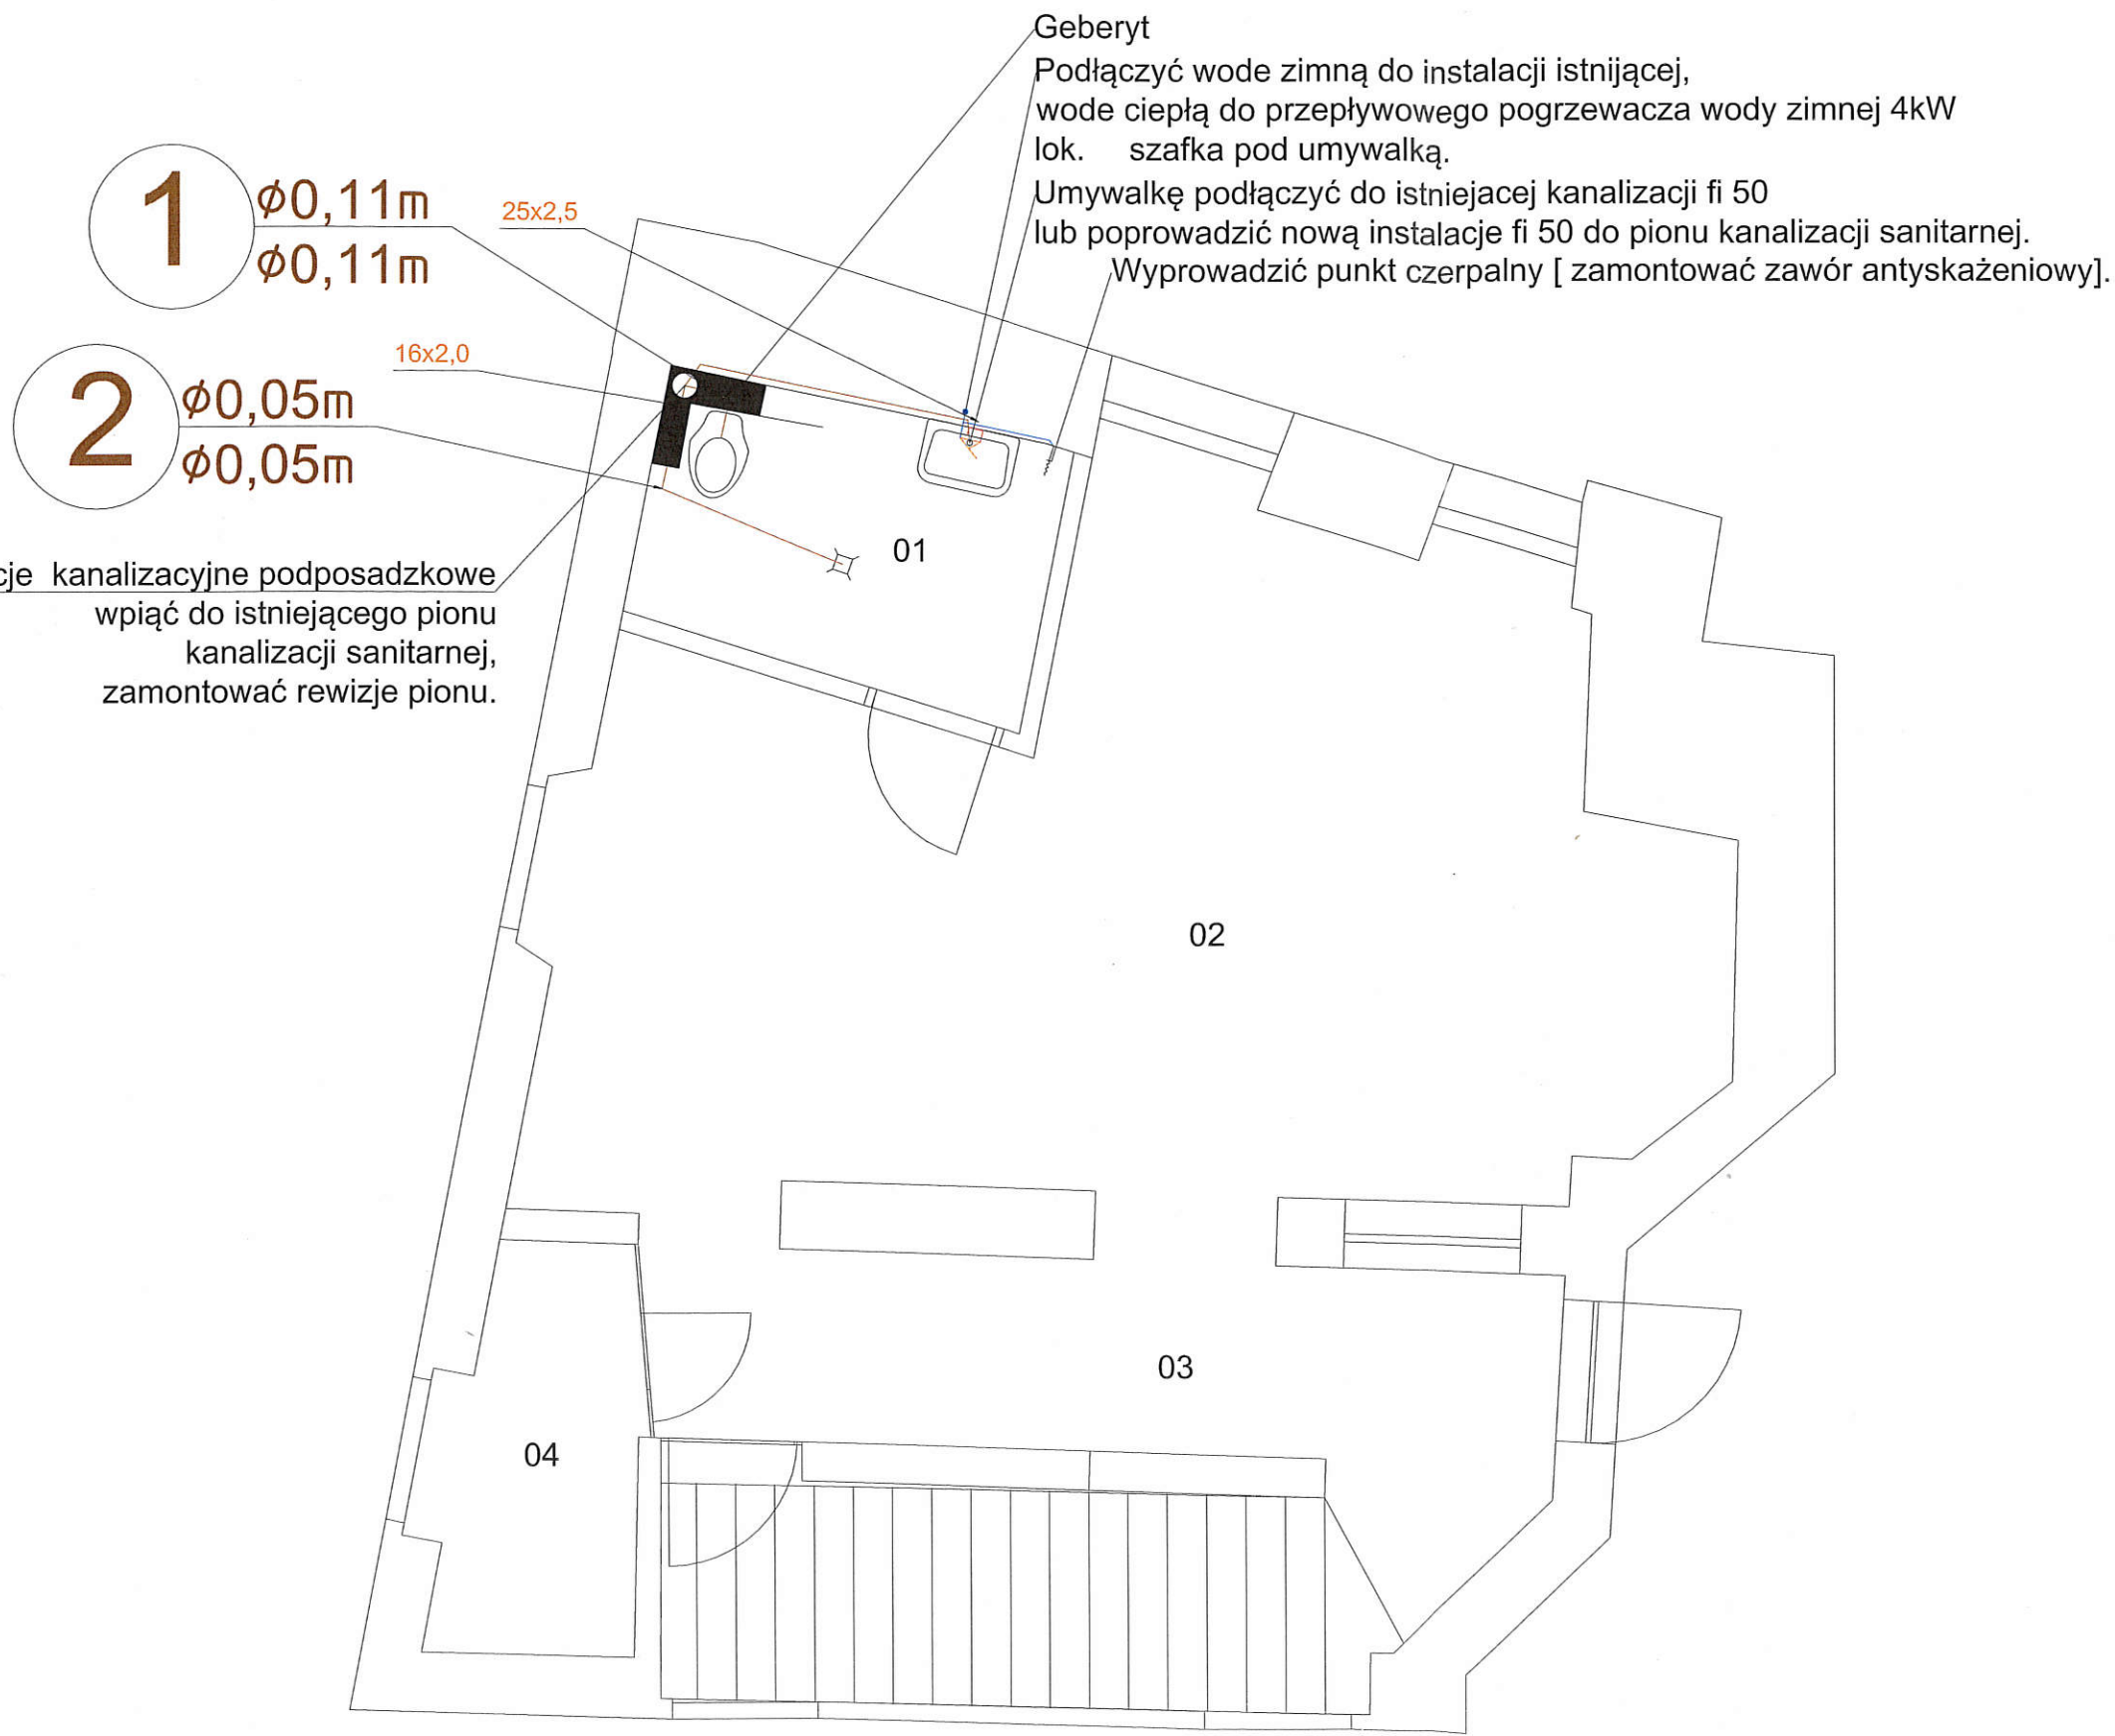 Geberyt
Podłączyć wode zimną do instalacji istnijącej,
wode ciepłą do przepływowego pogrzewacza wody zimnej 4kW
lok. szafka pod umywalką.
Umywalkę podłączyć do istniejacej kanalizacji fi 50
lub poprowadzić nową instalacje fi 50 do pionu kanalizacji sanitarnej.
Wyprowadzić punkt czerpalny [ zamontować zawór antyskażeniowy].
1
ϕ0,11m
ϕ0,11m
25x2,5
16x2,0
2
ϕ0,05m
ϕ0,05m
kanalizacyjne podposadzkowe
wpiąć do istniejącego pionu
kanalizacji sanitarnej,
zamontować rewizje pionu.
01
02
03
04